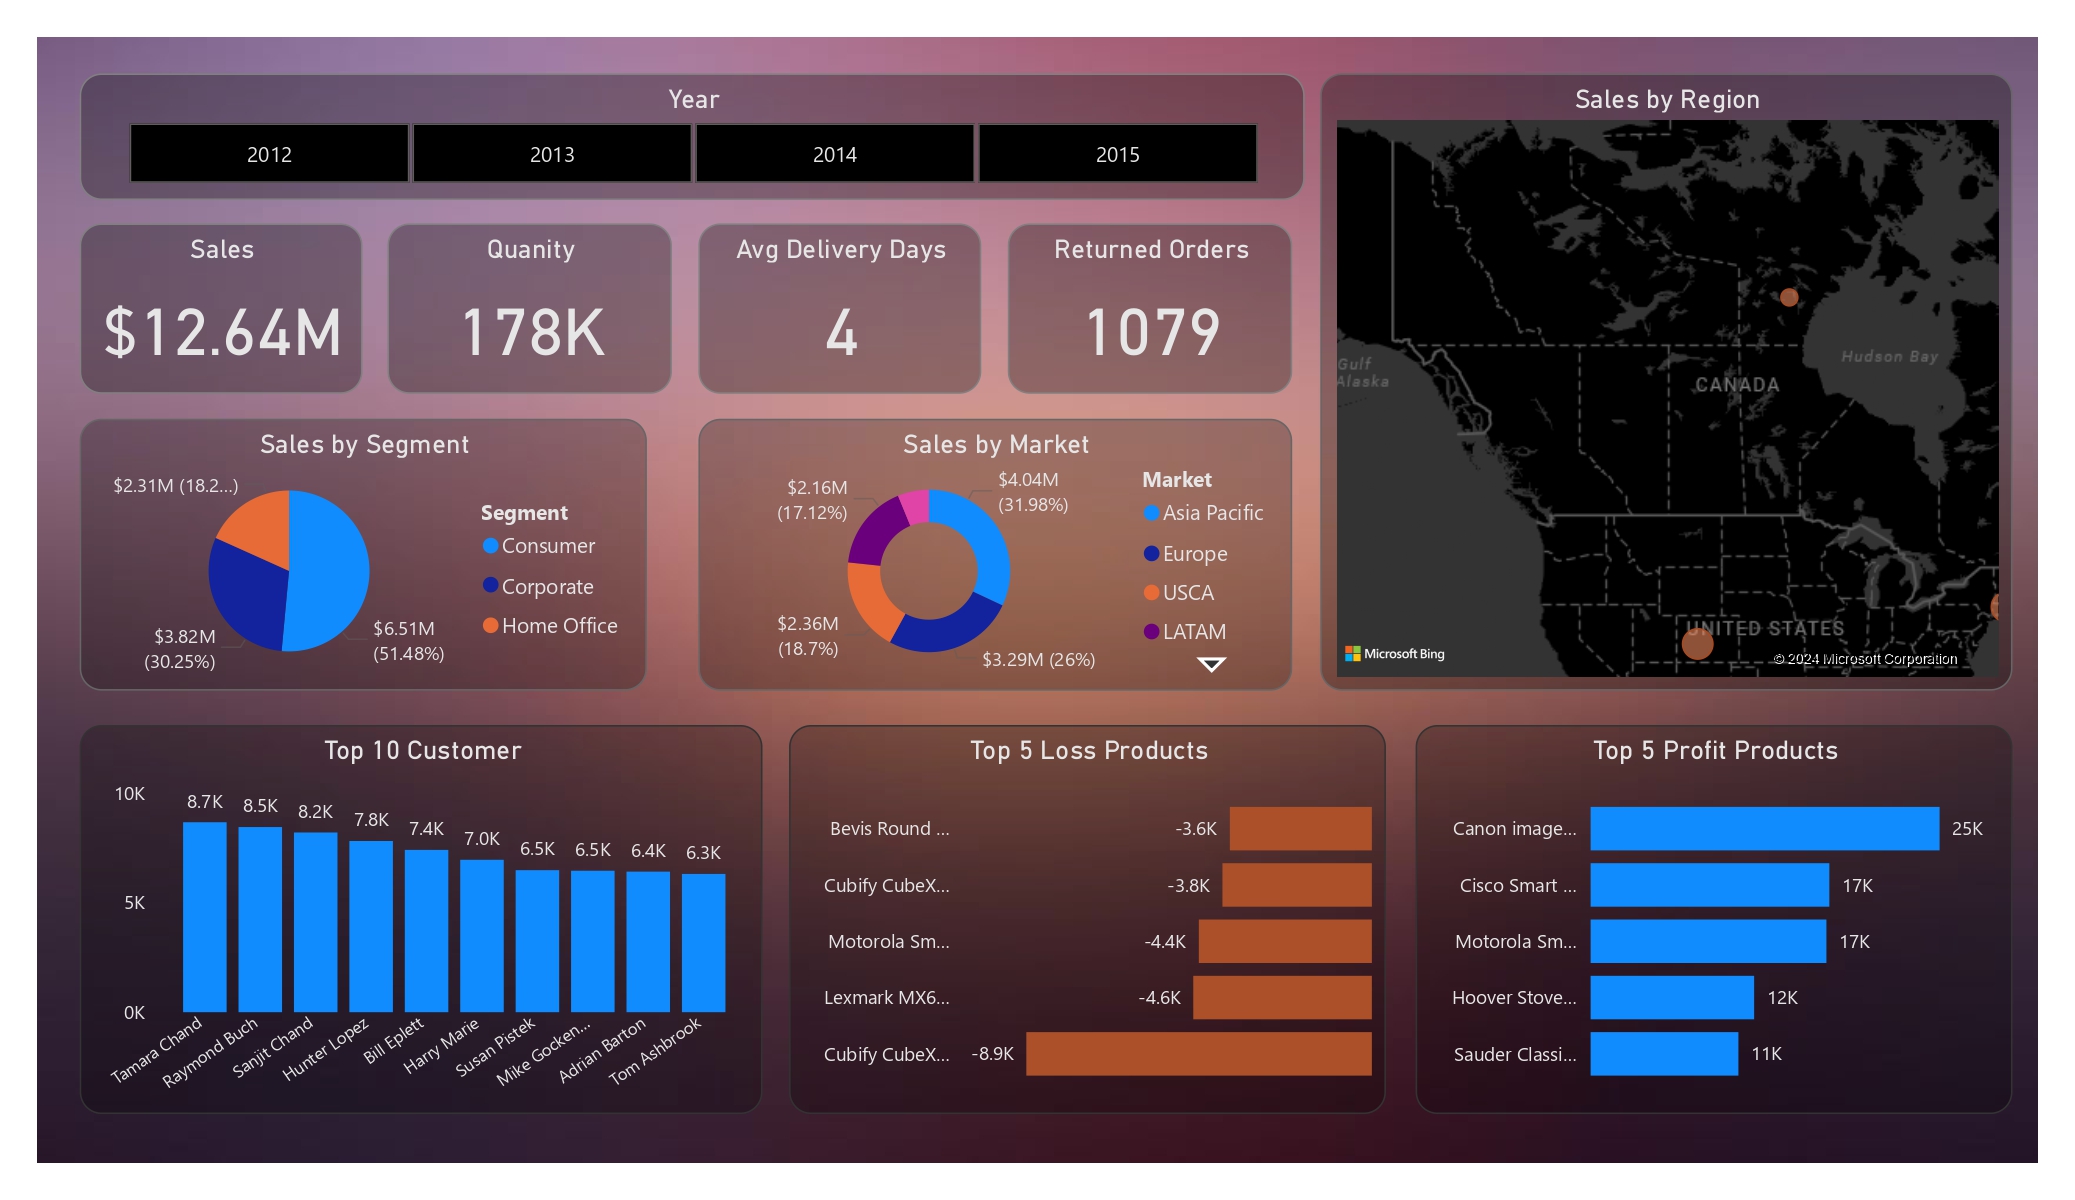 Year
2012
2013
2014
2015
Sales by Region
Gulf
Alaska
CANADA
Hudson Bay
UNITED STATES
Microsoft Bing
© 2024 Microsoft Corporation
Sales
$12.64M
Quanity
178K
Avg Delivery Days
4
Returned Orders
1079
Sales by Segment
$2.31M (18.2...)
$3.82M
(30.25%)
$6.51M
(51.48%)
Segment
Consumer
Corporate
Home Office
Sales by Market
$2.16M
(17.12%)
$4.04M
(31.98%)
$2.36M
(18.7%)
$3.29M (26%)
Market
Asia Pacific
Europe
USCA
LATAM
Top 10 Customer
10K
5K
0K
8.7K
8.5K
8.2K
7.8K
7.4K
7.0K
6.5K
6.5K
6.4K
6.3K
Tamara Chand
Raymond Buch
Sanjit Chand
Hunter Lopez
Bill Eplett
Harry Marie
Susan Pistek
Mike Gocken...
Adrian Barton
Tom Ashbrook
Top 5 Loss Products
Bevis Round ...
-3.6K
Cubify CubeX...
-3.8K
Motorola Sm...
-4.4K
Lexmark MX6...
-4.6K
Cubify CubeX...
-8.9K
Top 5 Profit Products
Canon image...
25K
Cisco Smart ...
17K
Motorola Sm...
17K
Hoover Stove...
12K
Sauder Classi...
11K